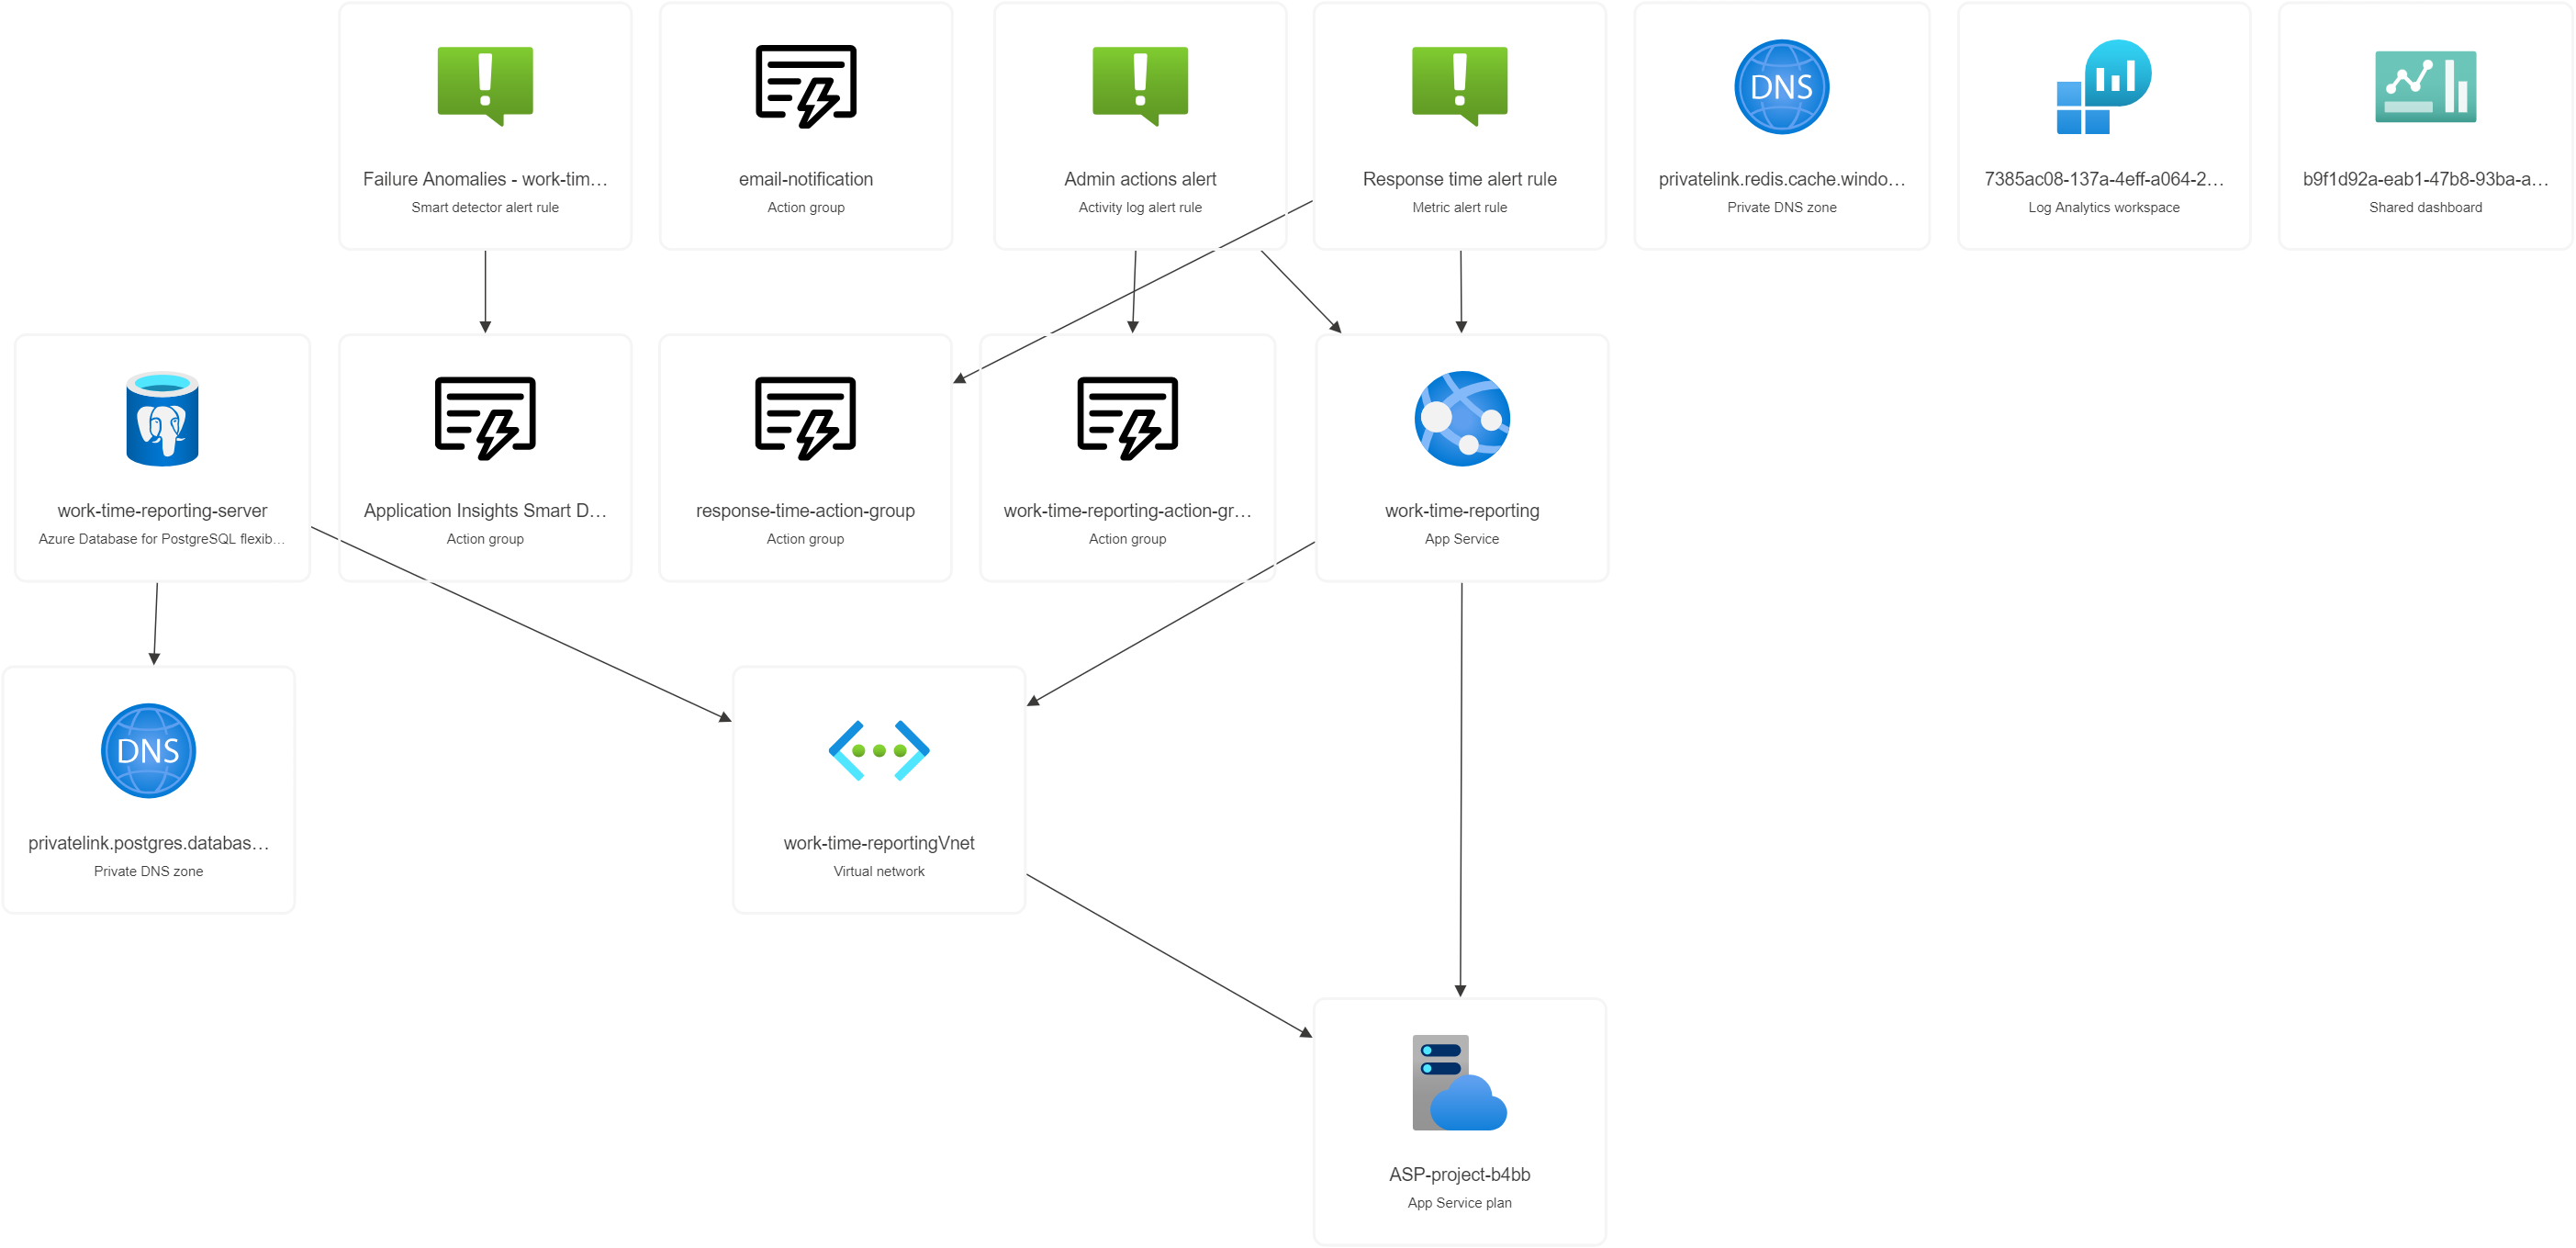 Failure Anomalies - work-tim...
Smart detector alert rule
email-notification
Action group
Admin actions alert
Activity log alert rule
Response time alert rule
Metric alert rule
DNS
privatelink.redis.cache.windo...
Private DNS zone
7385ac08-137a-4eff-a064-2...
Log Analytics workspace
b9f1d92a-eab1-47b8-93ba-a...
Shared dashboard
work-time-reporting-server
Azure Database for PostgreSQL flexib...
Application Insights Smart D...
Action group
response-time-action-group
Action group
work-time-reporting-action-gr...
Action group
work-time-reporting
App Service
DNS
privatelink.postgres.databas...
Private DNS zone
work-time-reportingVnet
Virtual network
ASP-project-b4bb
App Service plan